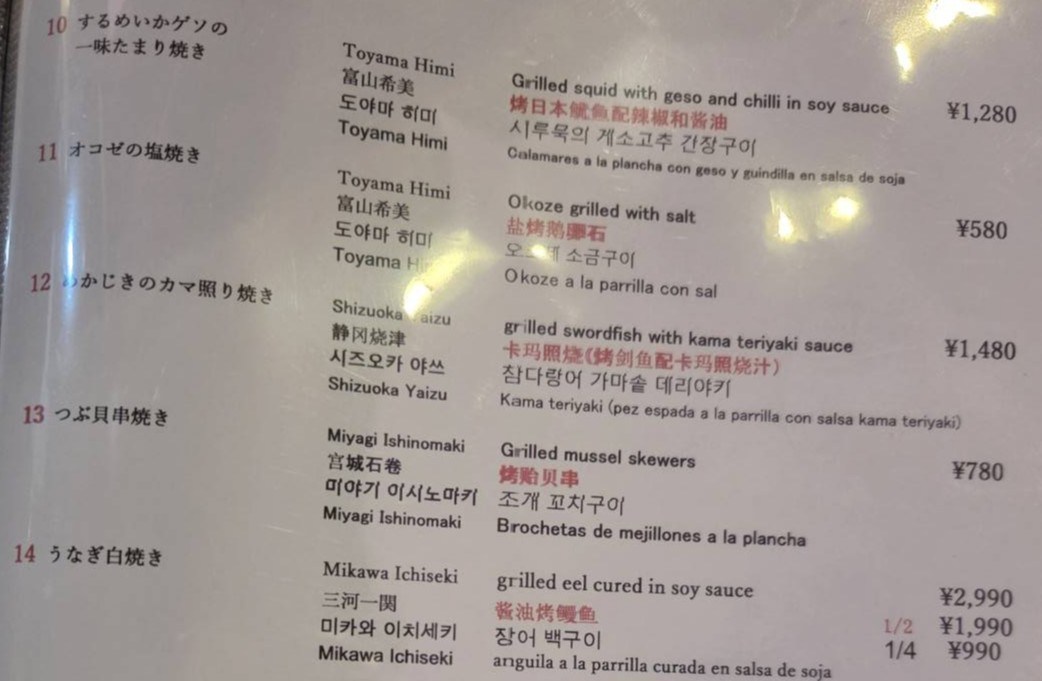 10 するめいかゲソの
一味たまり焼き
Toyama Himi
富山希美
도야마 히미
Toyama Himi
Grilled squid with geso and chilli in soy sauce
烤日本鱿鱼配辣椒和酱油
시루묵의 게소고추 간장구이
Calamares a la plancha con geso y guindilla en salsa de soja
¥1,280
11 オコゼの塩焼き
Toyama Himi
富山希美
도야마 히미
Toyama
Okoze grilled with salt
盐烤鹅卵石
소금구이
Okoze a la parrilla con sal
¥580
12 かじきのカマ照り焼き
Shizuoka
静冈烧津
시즈오카 야쓰
Shizuoka Yaizu
grilled swordfish with kama teriyaki sauce
卡玛照烧(烤剑鱼配卡玛照烧汁)
참다랑어 가마솥 데리야키
Kama teriyaki (pez espada a la parrilla con salsa kama teriyaki)
¥1,480
13 つぶ貝串焼き
Miyagi Ishinomaki
宫城石卷
미야기 이시노마키
Miyagi Ishinomaki
Grilled mussel skewers
烤贻贝串
조개 꼬치구이
Brochetas de mejillones a la plancha
¥780
14 うなぎ白焼き
Mikawa Ichiseki
三河一関
미카와 이치세키
Mikawa Ichiseki
grilled eel cured in soy sauce
酱油烤鳗鱼
장어 백구이
anguila a la parrilla curada en salsa de soja
¥2,990
1/2 ¥1,990
1/4 ¥990